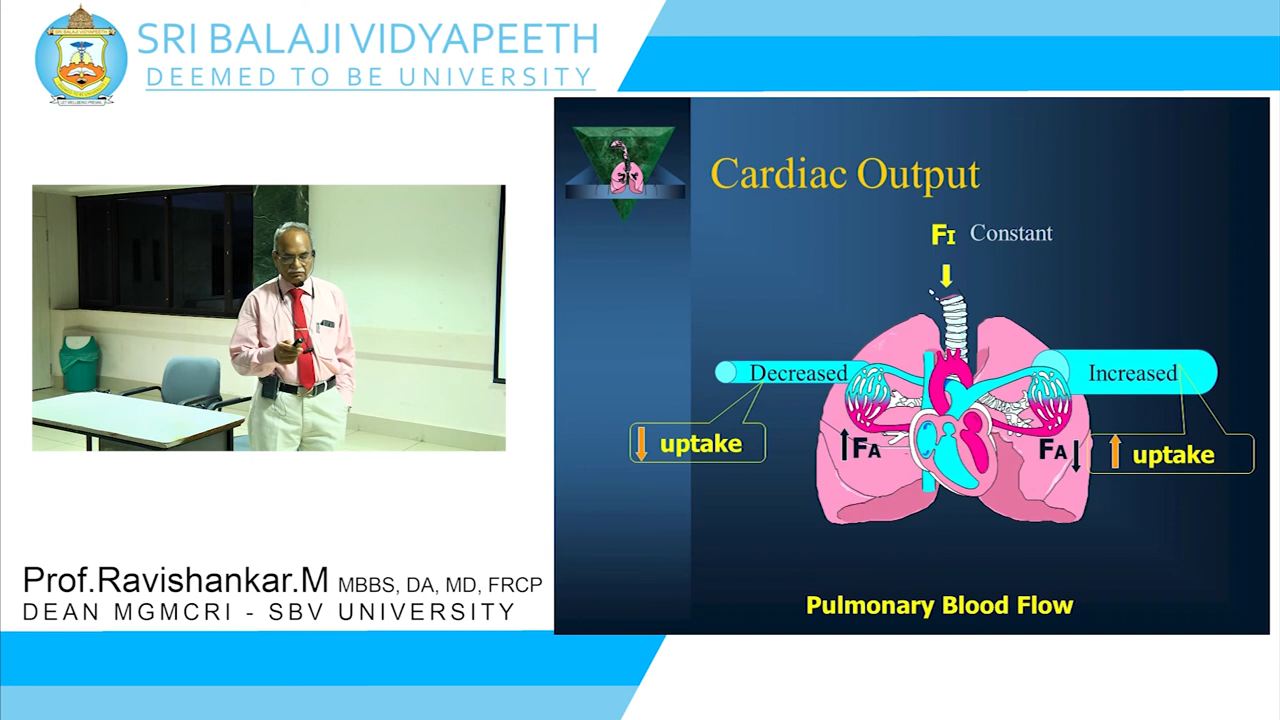 SRI BALAJI VIDYAPEETH
DEEMED TO BE UNIVERSITY
Cardiac Output
FI Constant
Decreased
Increased
uptake
FA
FA
uptake
Pulmonary Blood Flow
Prof.Ravishankar.M MBBS, DA, MD, FRCP
DEAN MGMCRI - SBV UNIVERSITY